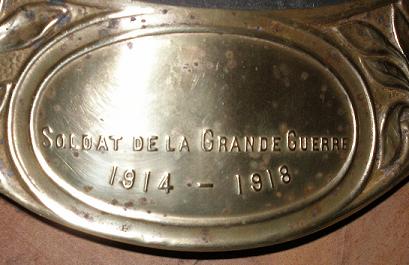 SOLDAT DE LA GRANDE GUERRE
1914 - 1918